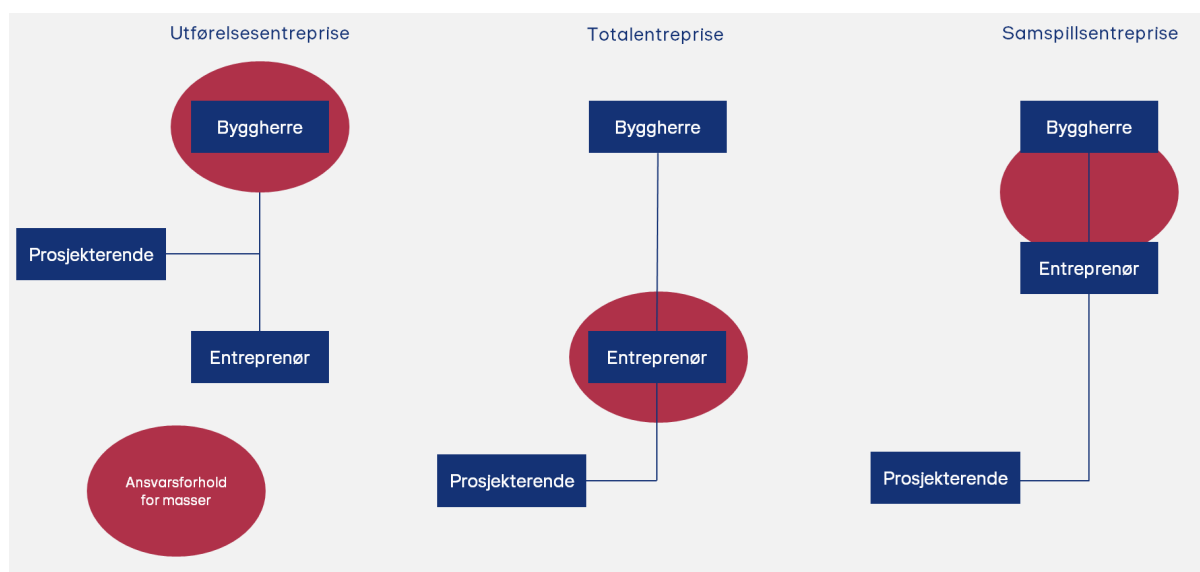 Utførelsesentreprise
Byggherre
Prosjekterende
Entreprenør
Ansvarsforhold
for masser
Totalentreprise
Byggherre
Entreprenør
Prosjekterende
Samspillsentreprise
Byggherre
Entreprenør
Prosjekterende